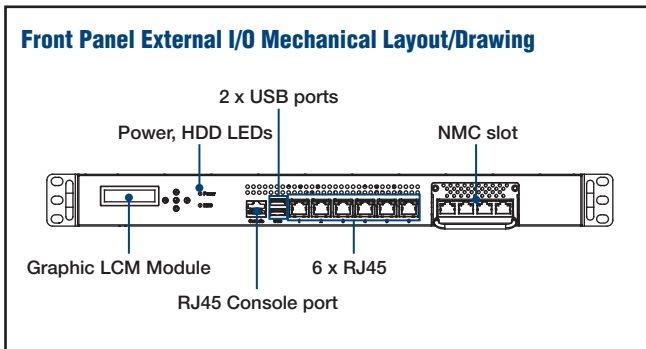 Front Panel External I/O Mechanical Layout/Drawing
2 x USB ports
Power, HDD LEDs
NMC slot
Power
Graphic LCM Module
6 x RJ45
RJ45 Console port